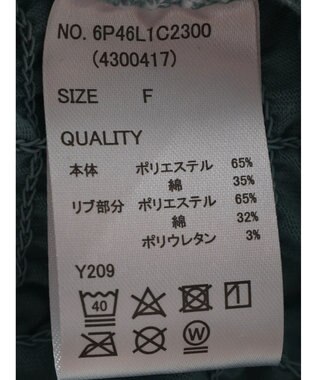 NO. 6P46L1C2300
(4300417)
SIZE F
QUALITY
本体 ポリエステル 65%
綿 35%
リブ部分 ポリエステル 65%
綿 32%
ポリウレタン 3%
Y209
40 1
W